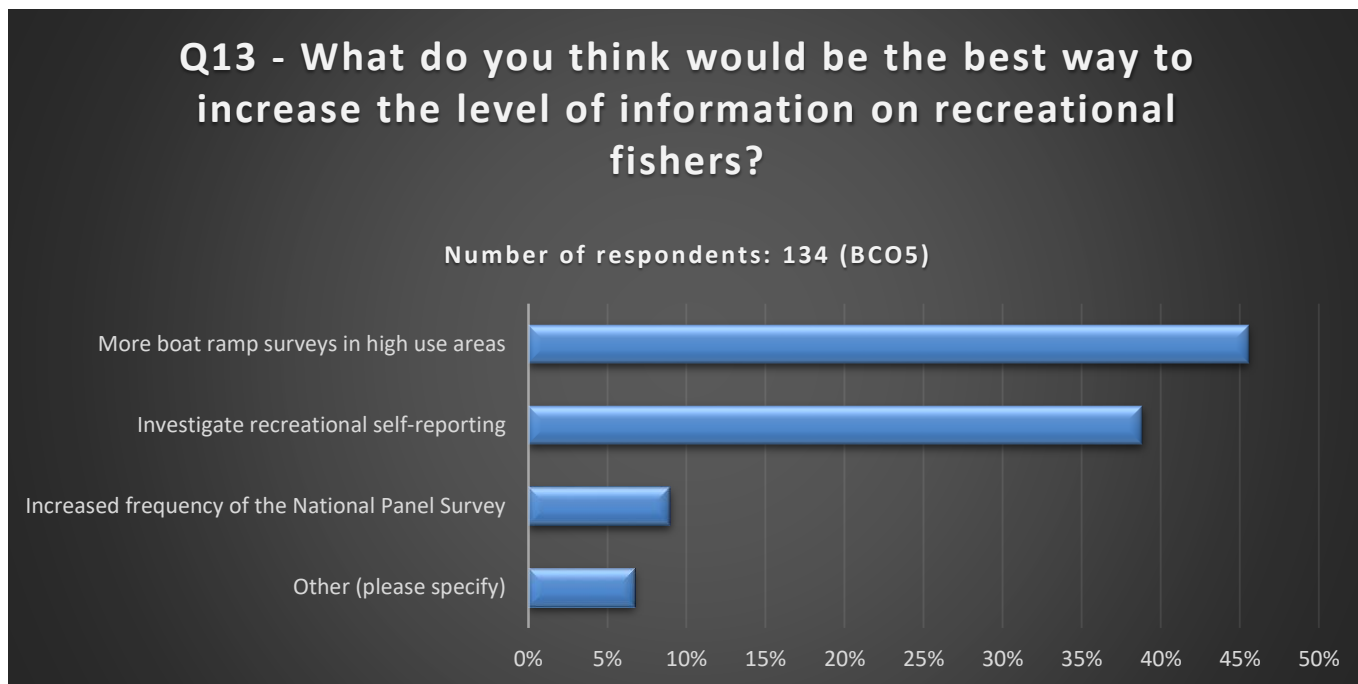 Q13 - What do you think would be the best way to
increase the level of information on recreational
fishers?
Number of respondents: 134 (BCO5)
More boat ramp surveys in high use areas
Investigate recreational self-reporting
Increased frequency of the National Panel Survey
Other (please specify)
0% 5% 10% 15% 20% 25% 30% 35% 40% 45% 50%